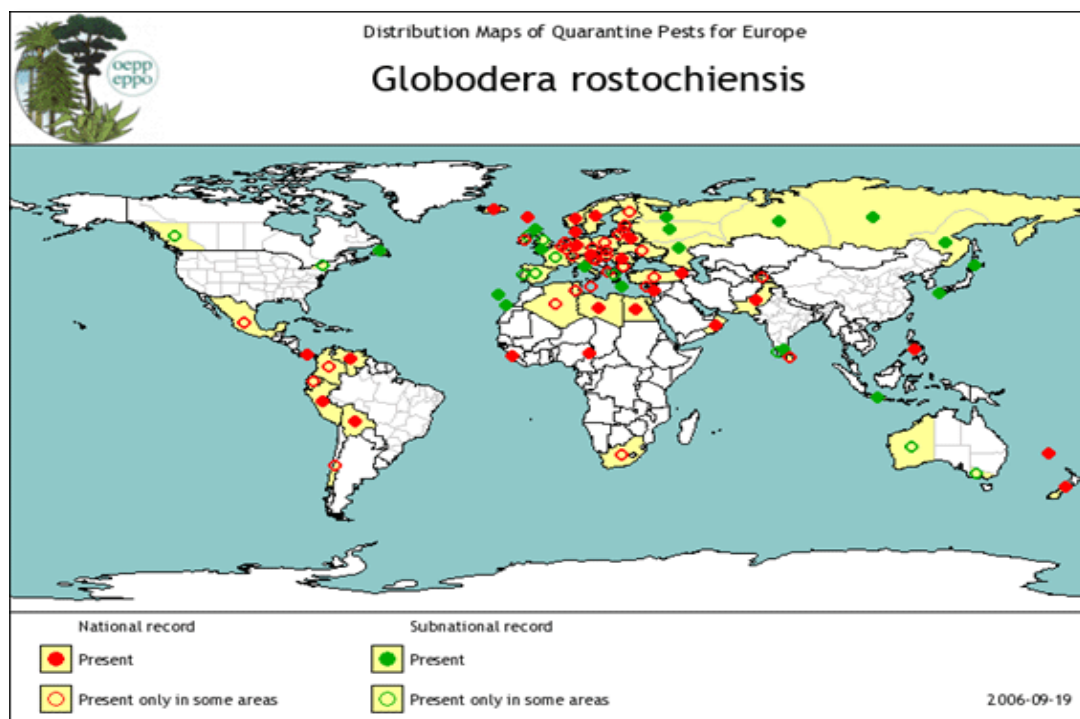 Distribution Maps of Quarantine Pests for Europe
oepp
eppo
Globodera rostochiensis
National record
Subnational record
Present
Present
Present only in some areas
Present only in some areas
2006-09-19